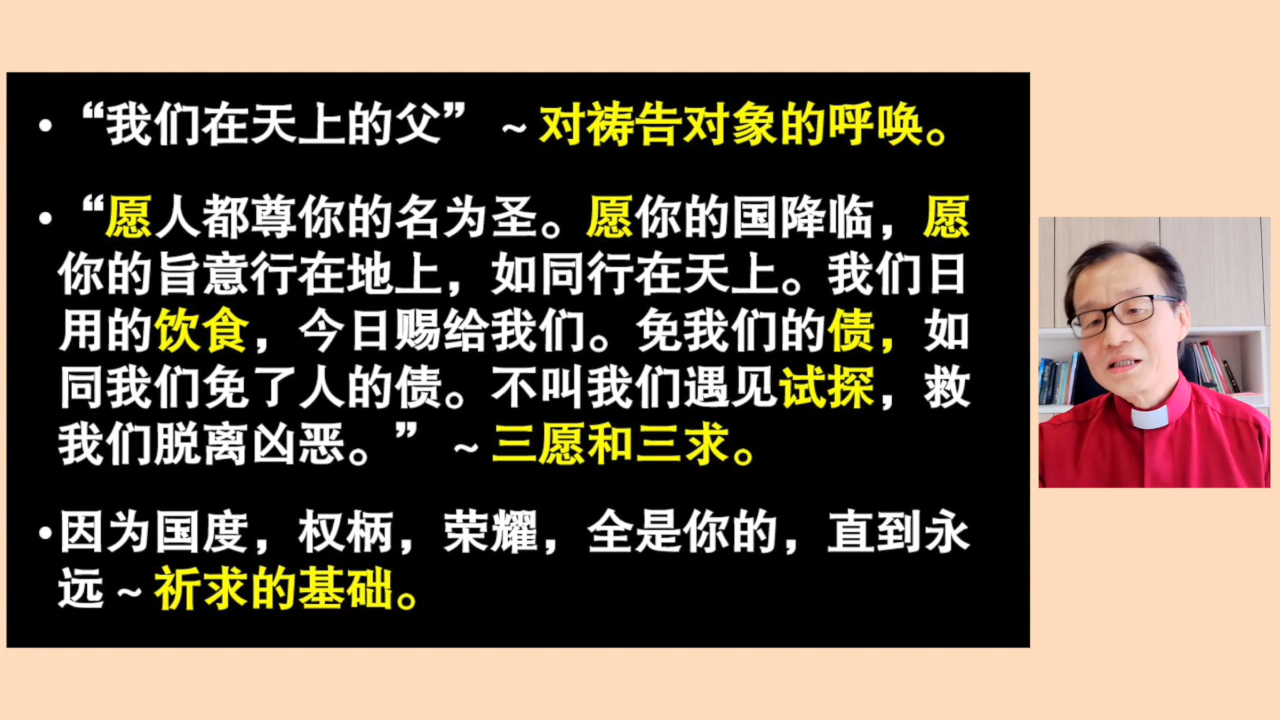 • “我们在天上的父” ~ 对祷告对象的呼唤。
• “愿人都尊你的名为圣。愿你的国降临，愿
你的旨意行在地上，如同行在天上。我们日
用的饮食，今日赐给我们。免我们的债，如
同我们免了人的债。不叫我们遇见试探，救
我们脱离凶恶。” ~ 三愿和三求。
•因为国度，权柄，荣耀，全是你的，直到永
远 ~ 祈求的基础。